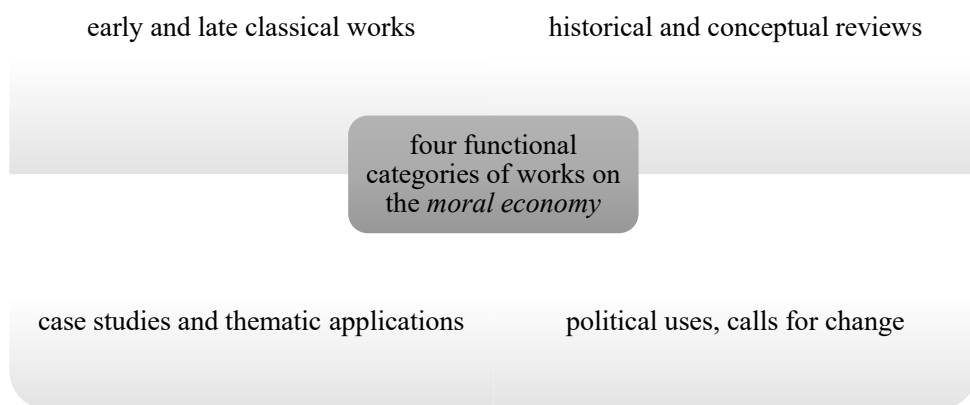 early and late classical works
historical and conceptual reviews
four functional
categories of works on
the moral economy
case studies and thematic applications
political uses, calls for change